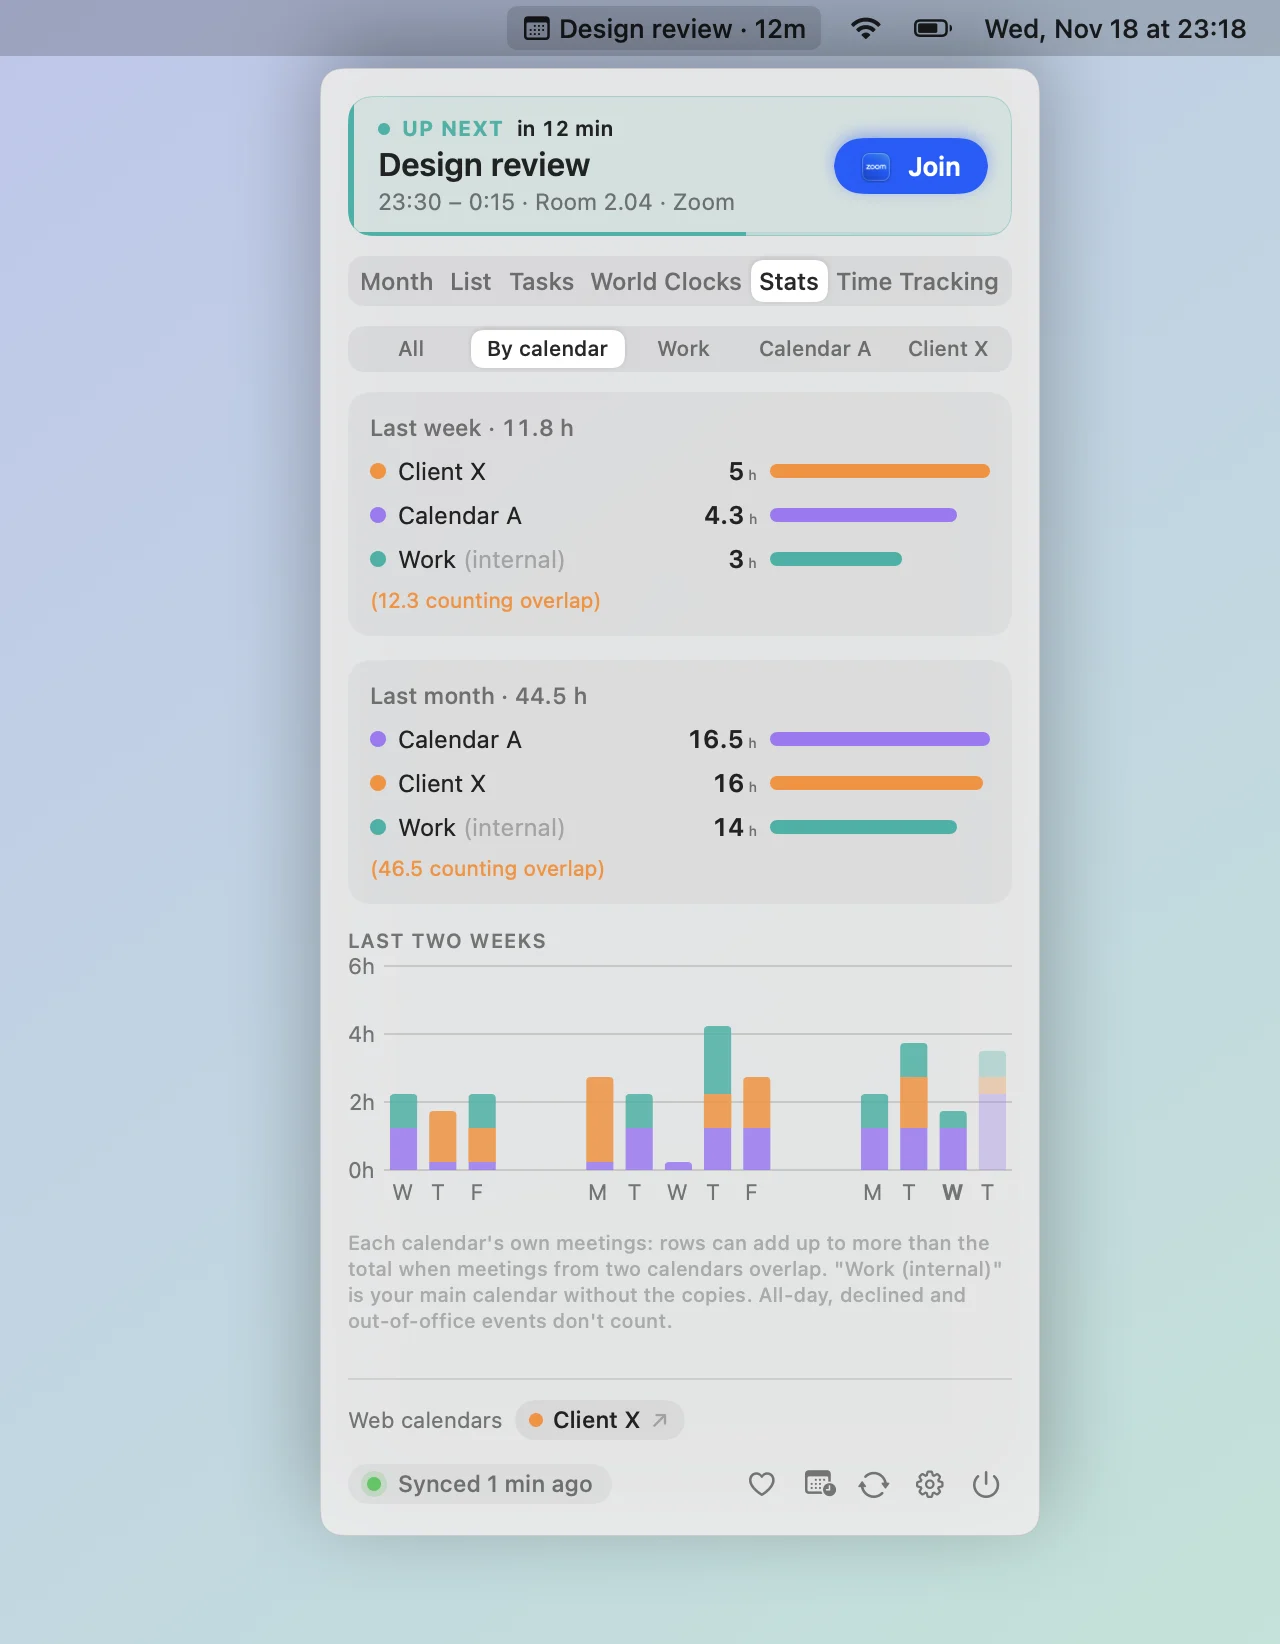 Design review · 12m
Wed, Nov 18 at 23:18
UP NEXT in 12 min
Design review
23:30 – 0:15 · Room 2.04 · Zoom
zoom
Join
Month List Tasks World Clocks Stats Time Tracking
All By calendar Work Calendar A Client X
Last week · 11.8 h
Client X 5 h
Calendar A 4.3 h
Work (internal) 3 h
(12.3 counting overlap)
Last month · 44.5 h
Calendar A 16.5 h
Client X 16 h
Work (internal) 14 h
(46.5 counting overlap)
LAST TWO WEEKS
6h
4h
2h
0h
W T F M T W T F M T W T
Each calendar's own meetings: rows can add up to more than the
total when meetings from two calendars overlap. "Work (internal)"
is your main calendar without the copies. All-day, declined and
out-of-office events don't count.
Web calendars Client X
Synced 1 min ago